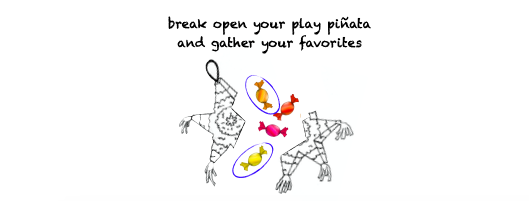 break open your play piñata
and gather your favorites